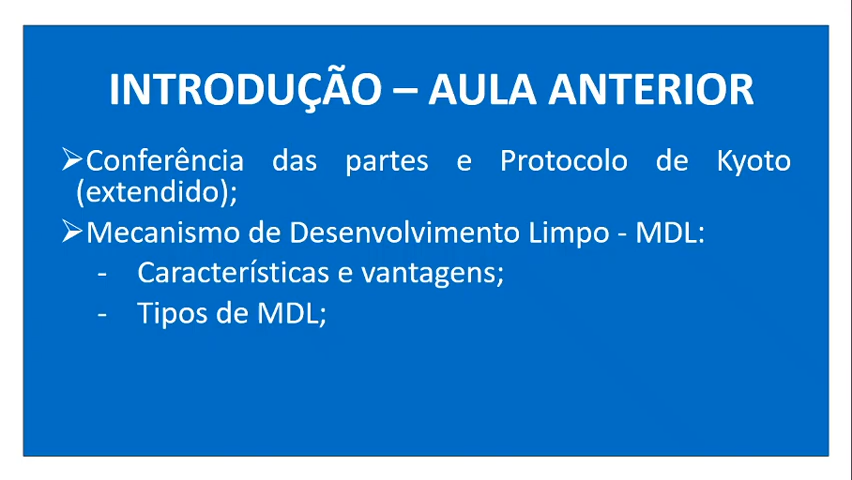 INTRODUÇÃO – AULA ANTERIOR
➢Conferência das partes e Protocolo de Kyoto
(extendido);
➢Mecanismo de Desenvolvimento Limpo - MDL:
- Características e vantagens;
- Tipos de MDL;